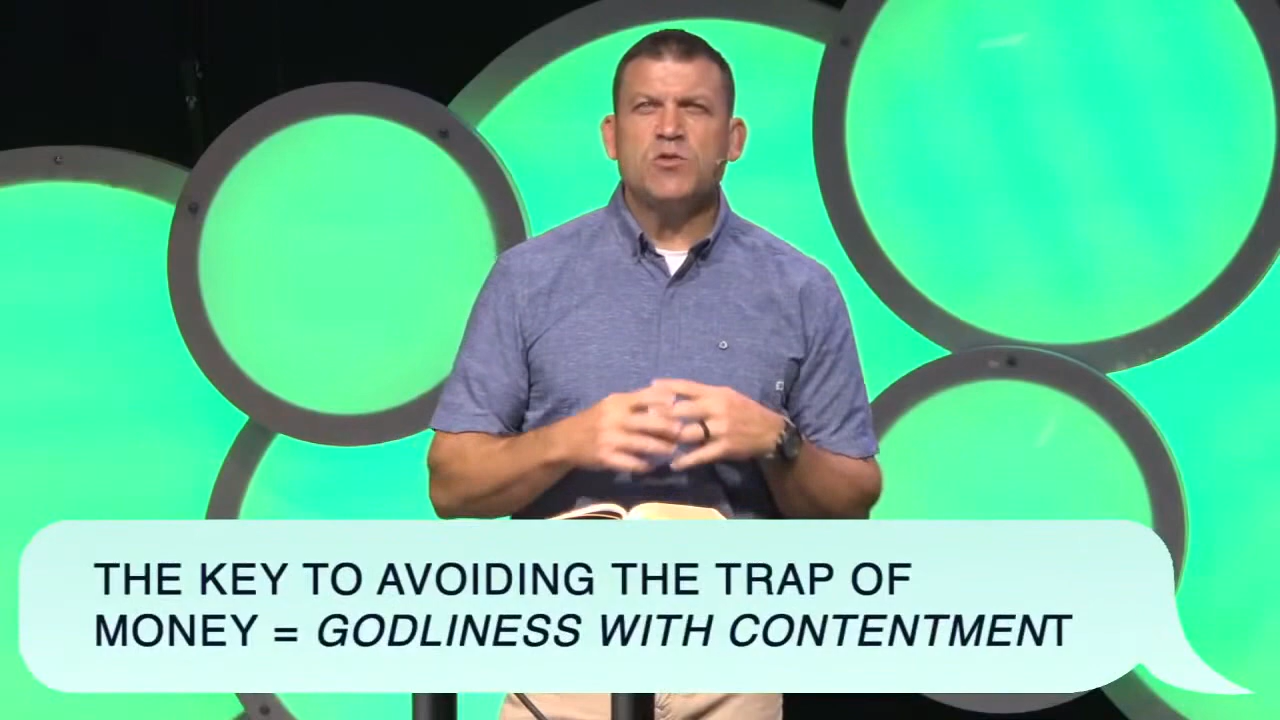 THE KEY TO AVOIDING THE TRAP OF
MONEY = GODLINESS WITH CONTENTMENT